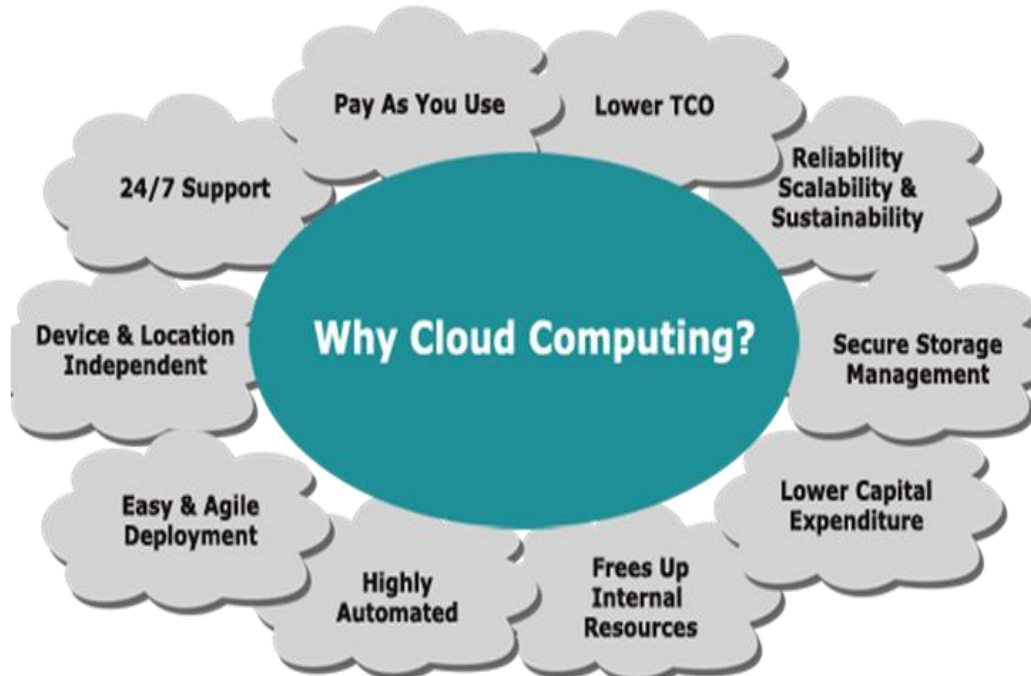 Pay As You Use
Lower TCO
Reliability
Scalability &
Sustainability
24/7 Support
Why Cloud Computing?
Device & Location
Independent
Secure Storage
Management
Easy & Agile
Deployment
Lower Capital
Expenditure
Highly
Automated
Frees Up
Internal
Resources